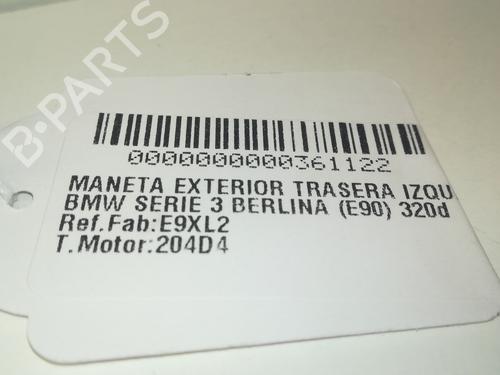 B-PARTS
0000000000361122
MANETA EXTERIOR TRASERA IZQU
BMW SERIE 3 BERLINA (E90) 320d
Ref.Fab:E9XL2
T.Motor:204D4